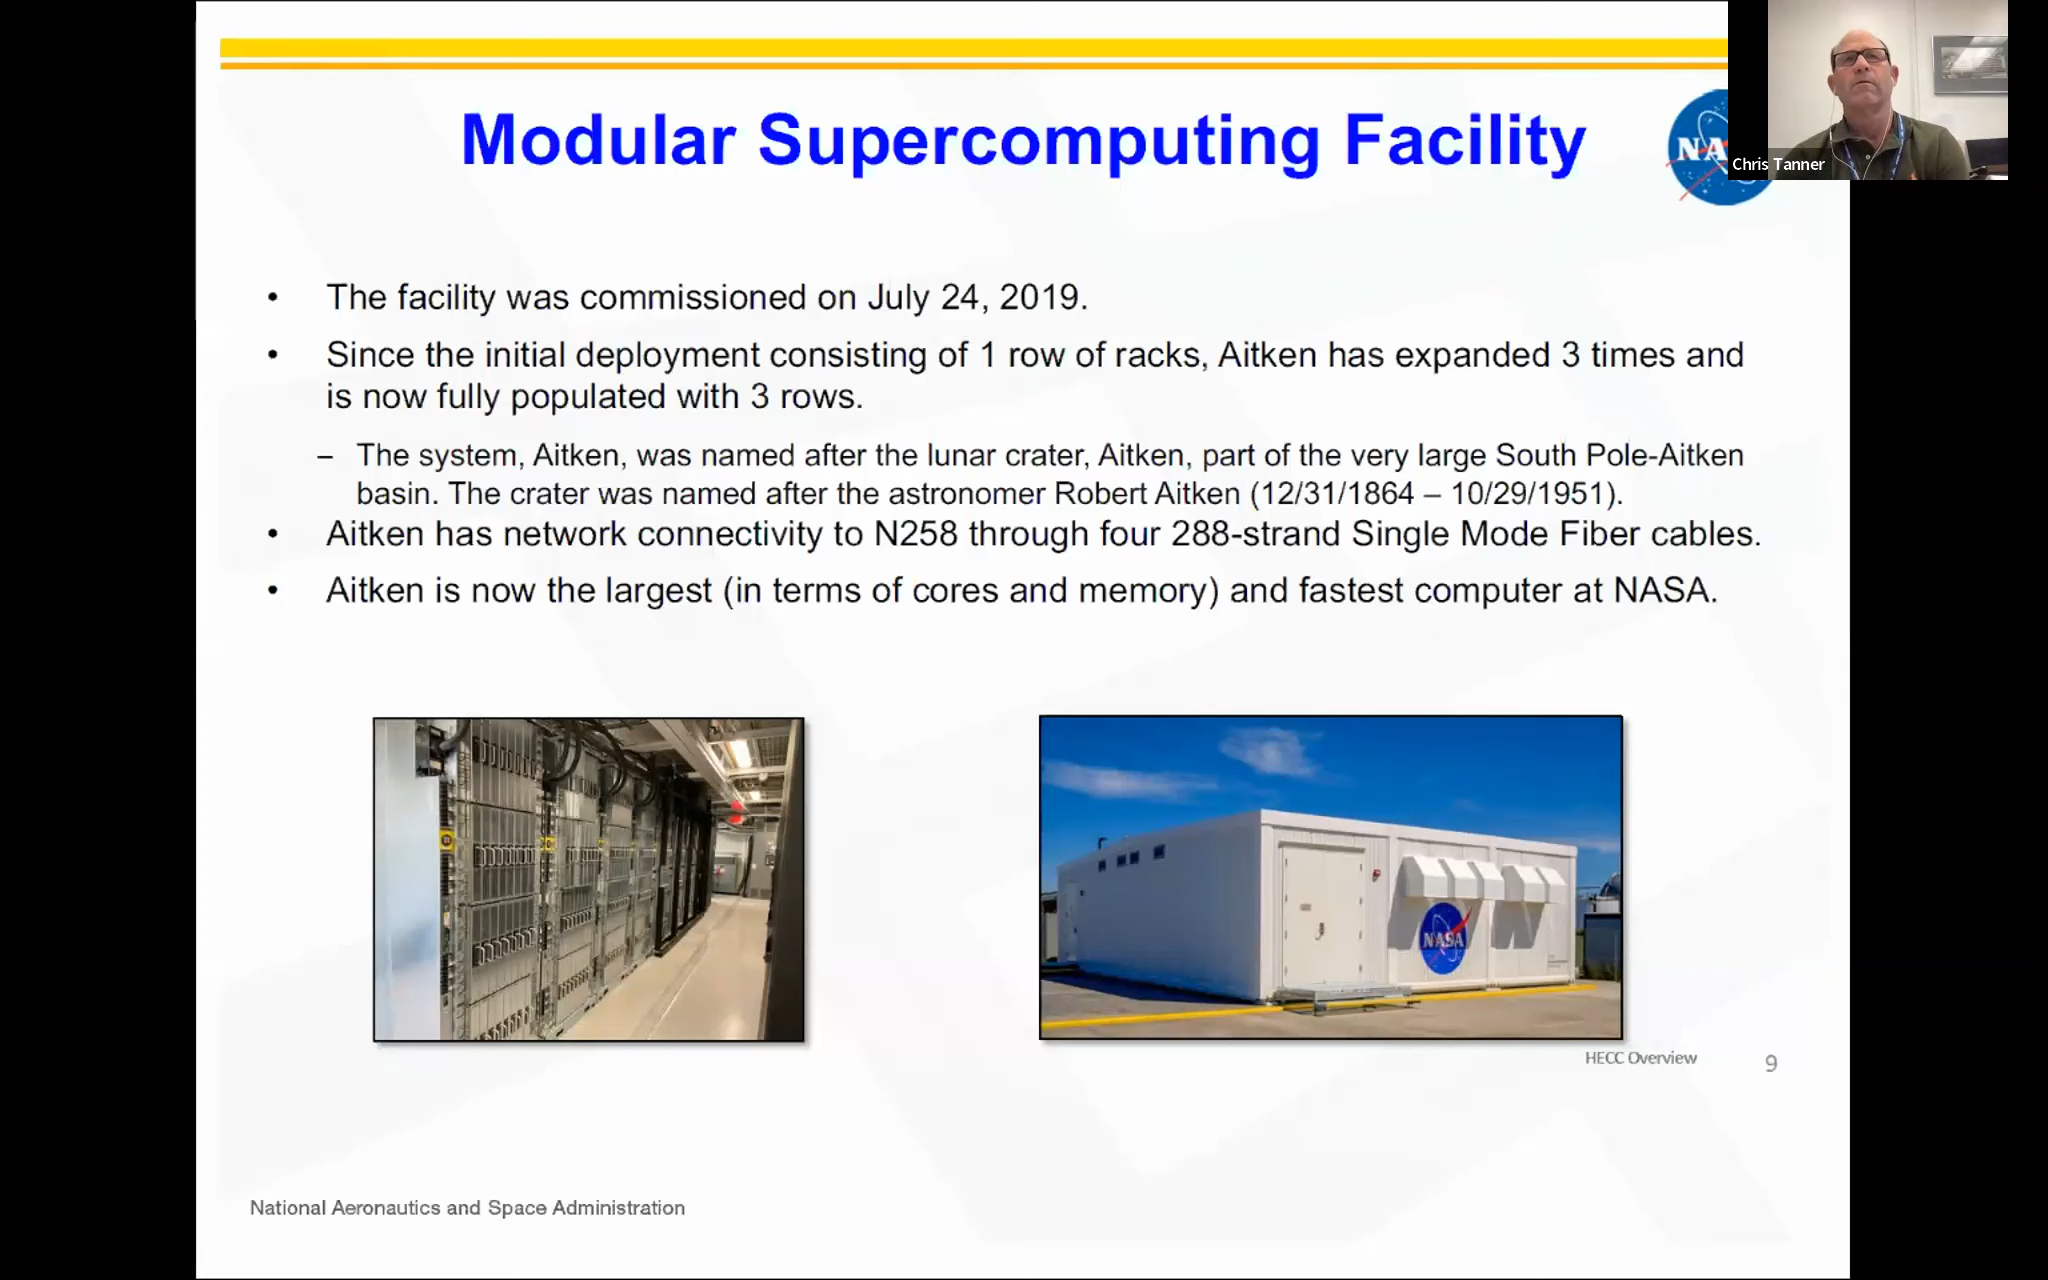 Modular Supercomputing Facility
NA
Chris Tanner
• The facility was commissioned on July 24, 2019.
• Since the initial deployment consisting of 1 row of racks, Aitken has expanded 3 times and
is now fully populated with 3 rows.
– The system, Aitken, was named after the lunar crater, Aitken, part of the very large South Pole-Aitken
basin. The crater was named after the astronomer Robert Aitken (12/31/1864 – 10/29/1951).
• Aitken has network connectivity to N258 through four 288-strand Single Mode Fiber cables.
• Aitken is now the largest (in terms of cores and memory) and fastest computer at NASA.
NASA
HECC Overview
9
National Aeronautics and Space Administration